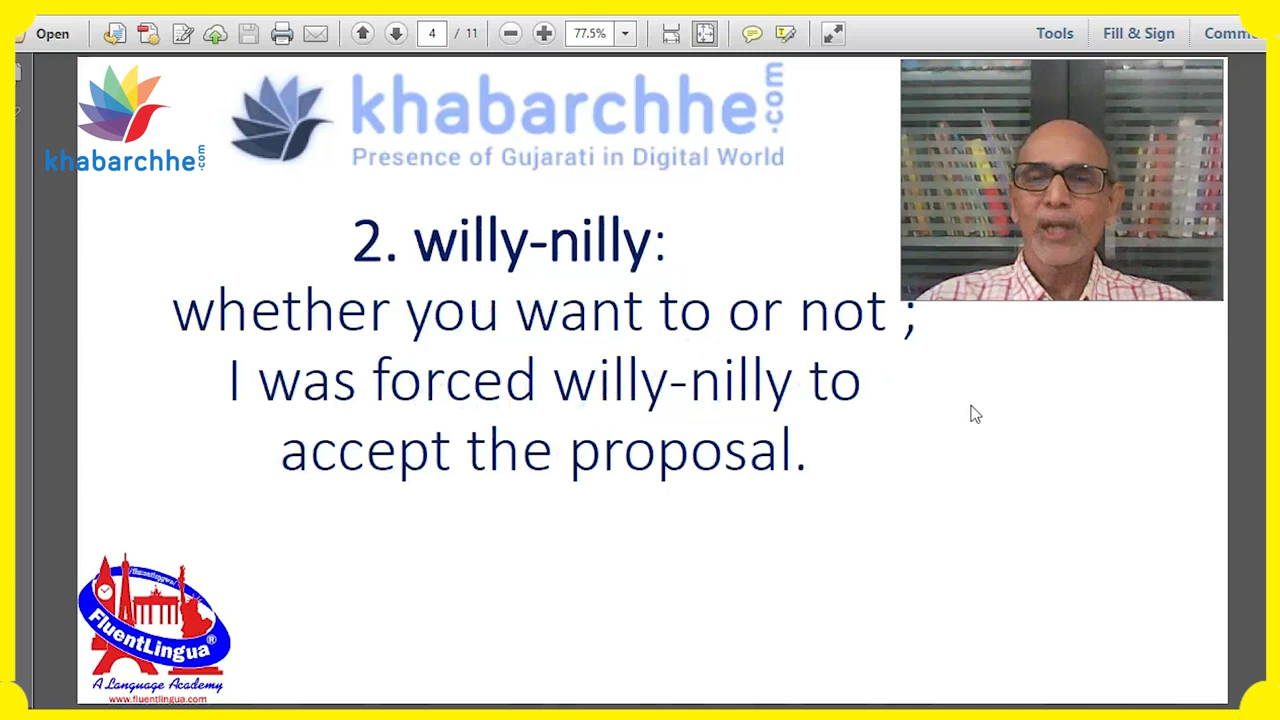 Open
4 / 11
77.5%
Tools
Fill & Sign
Comm
khabarchhe.com
khabarchhe.com
Presence of Gujarati in Digital World
2. willy-nilly:
whether you want to or not ;
I was forced willy-nilly to
accept the proposal.
/fluentlingua/
FluentLingua®
A Language Academy
www.fluentlingua.com